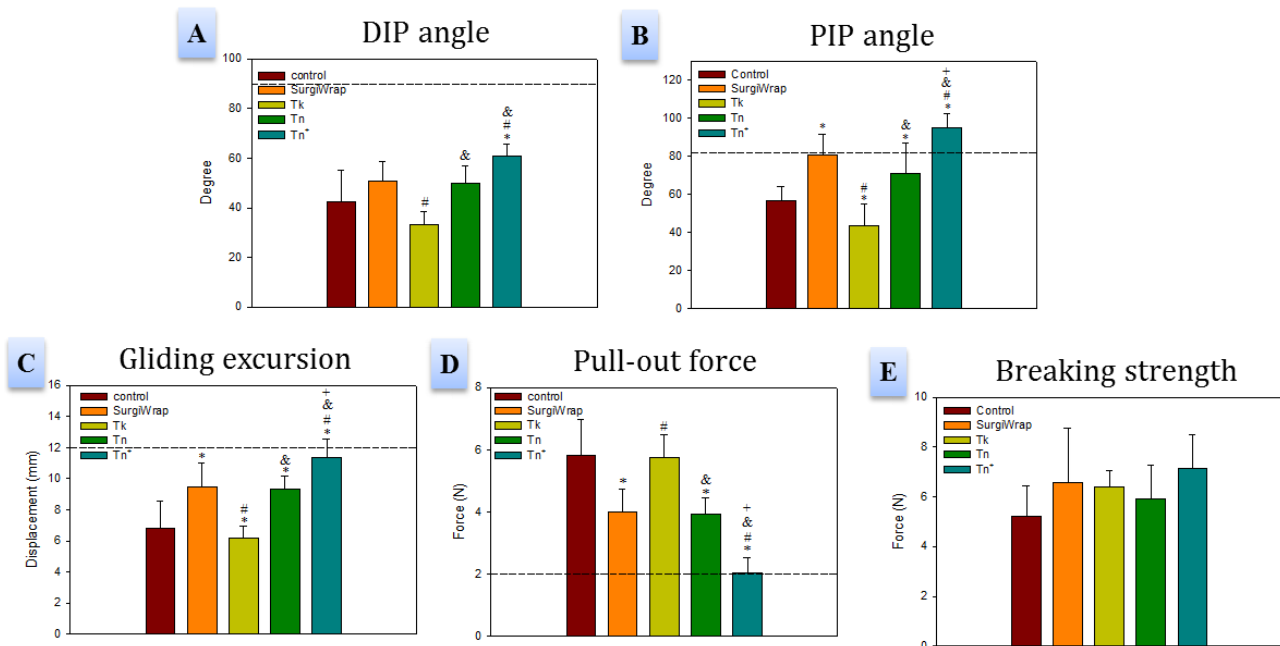 A
DIP angle
100
80
60
40
20
0
Degree
control
SurgiWrap
Tk
Tn
Tn*
#
&
&
#
*
B
PIP angle
120
100
80
60
40
20
0
Degree
Control
SurgiWrap
Tk
Tn
Tn*
*
#
*
&
*
+
&
#
*
C
Gliding excursion
16
14
12
10
8
6
4
2
0
Displacement (mm)
control
SurgiWrap
Tk
Tn
Tn*
*
#
*
&
*
+
&
#
*
D
Pull-out force
8
6
4
2
0
Force (N)
control
SurgiWrap
Tk
Tn
Tn*
*
#
&
*
+
&
#
*
E
Breaking strength
10
8
6
4
2
0
Force (N)
Control
SurgiWrap
Tk
Tn
Tn*